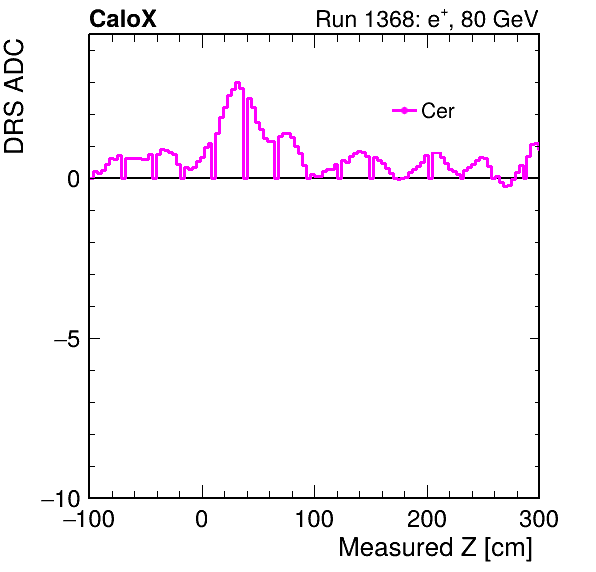 CaloX Run 1368: e⁺, 80 GeV
DRS ADC
Cer
0
−5
−10
−100 0 100 200 300
Measured Z [cm]